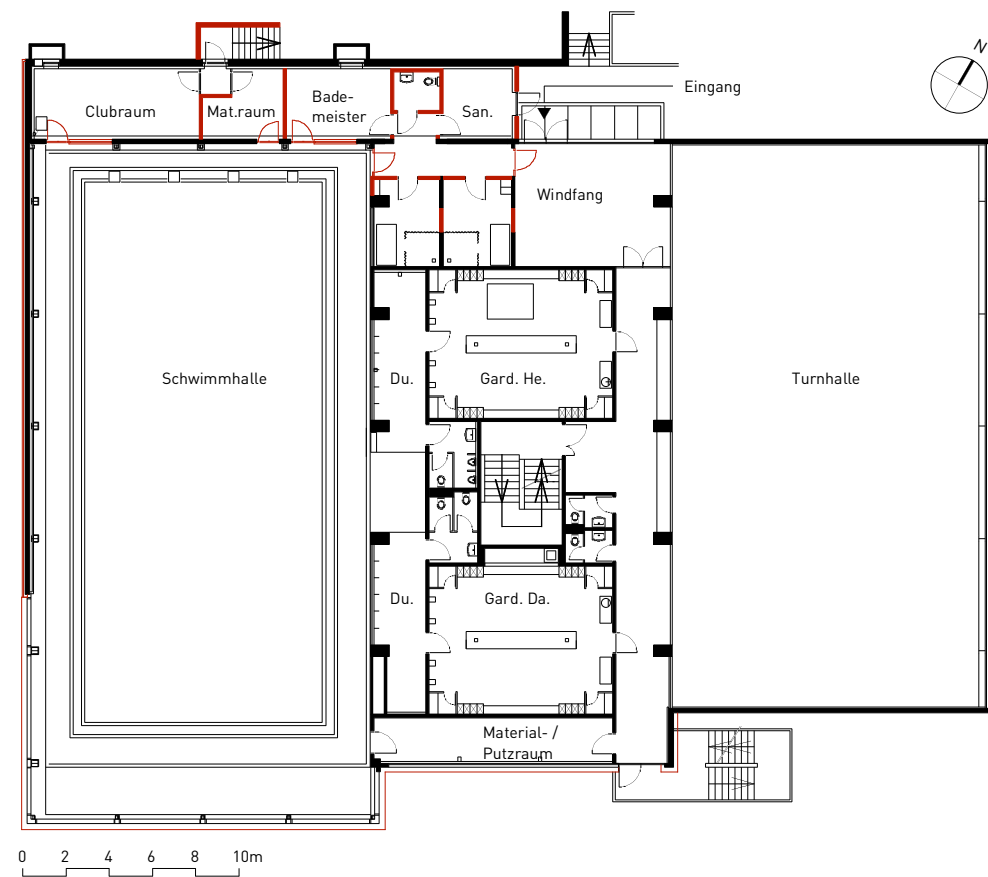 N
Eingang
Clubraum
Mat.raum
Bade-
meister
San.
Windfang
Schwimmhalle
Du.
Gard. He.
Turnhalle
Du.
Gard. Da.
Material- /
Putzraum
0 2 4 6 8 10m